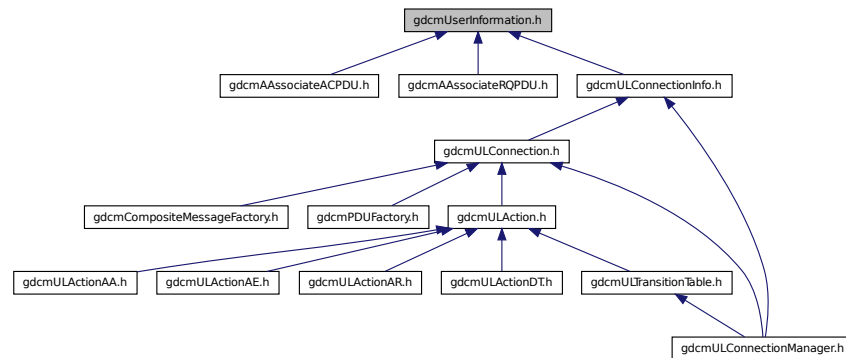 gdcmUserInformation.h
gdcmAAssociateACPDU.h
gdcmAAssociateRQPDU.h
gdcmULConnectionInfo.h
gdcmULConnection.h
gdcmCompositeMessageFactory.h
gdcmPDUFactory.h
gdcmULAction.h
gdcmULActionAA.h
gdcmULActionAE.h
gdcmULActionAR.h
gdcmULActionDT.h
gdcmULTransitionTable.h
gdcmULConnectionManager.h